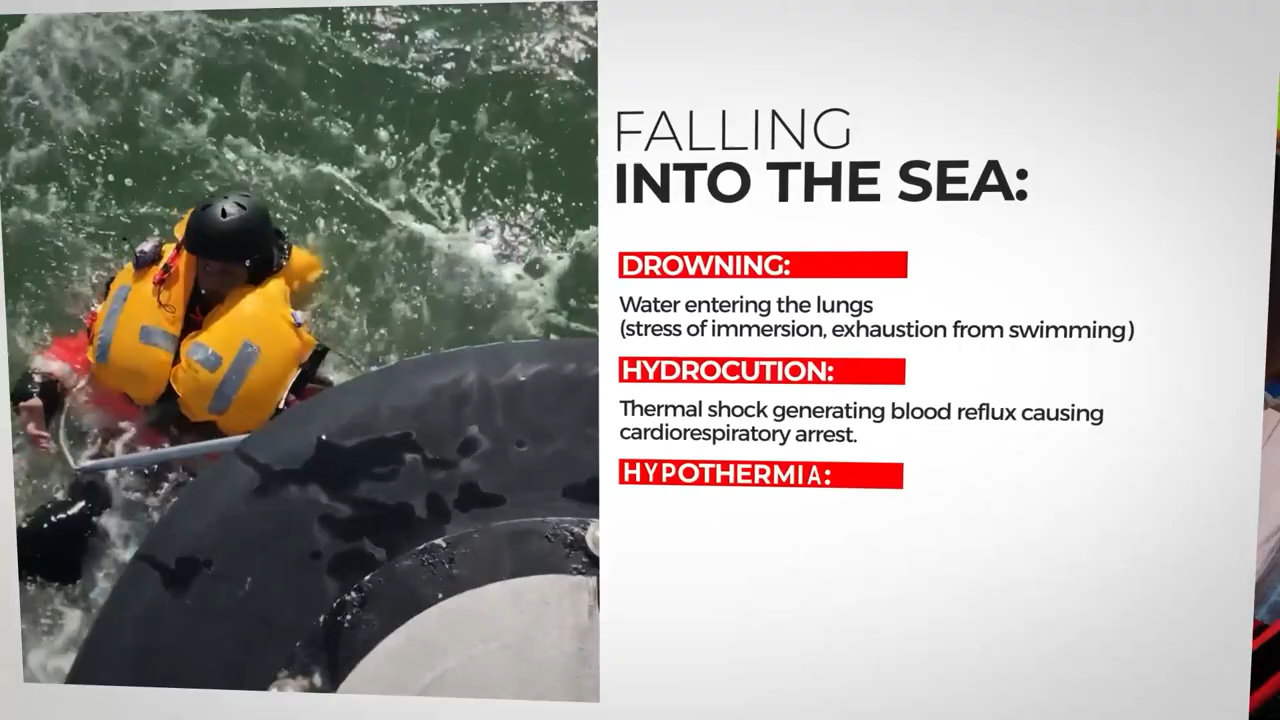 FALLING
INTO THE SEA:
DROWNING:
Water entering the lungs
(stress of immersion, exhaustion from swimming)
HYDROCUTION:
Thermal shock generating blood reflux causing
cardiorespiratory arrest.
HYPOTHERMIA: